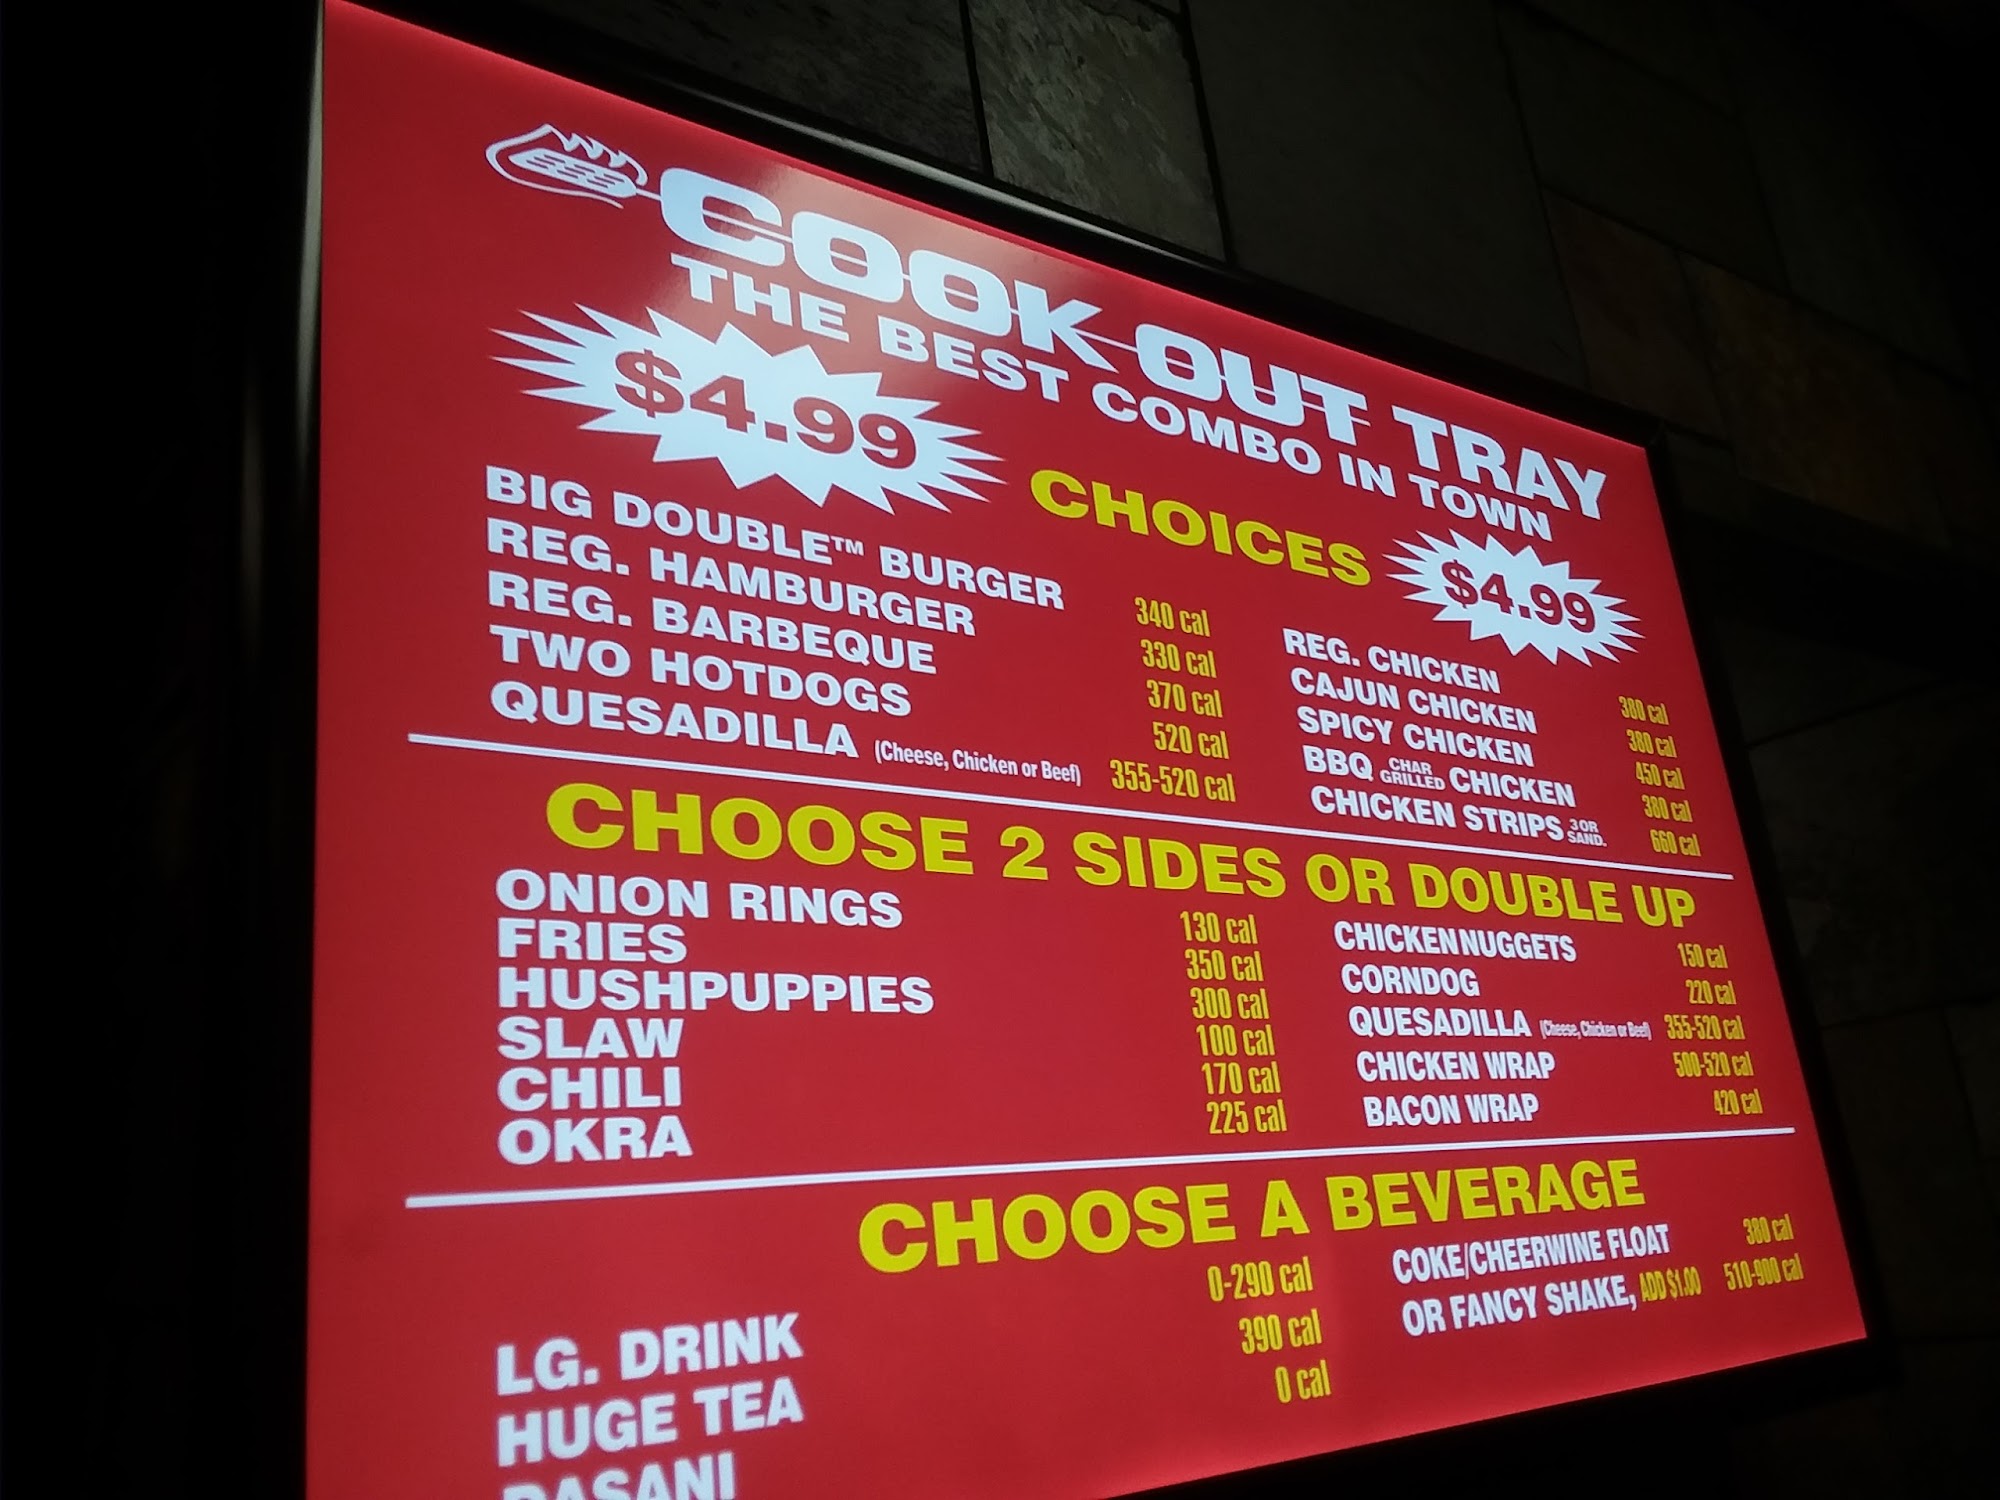 COOK OUT TRAY
THE BEST COMBO IN TOWN
$4.99
CHOICES
$4.99
BIG DOUBLE™ BURGER 340 cal
REG. HAMBURGER 330 cal
REG. BARBEQUE 370 cal
TWO HOTDOGS 520 cal
QUESADILLA (Cheese, Chicken or Beef) 355-520 cal
REG. CHICKEN 380 cal
CAJUN CHICKEN 380 cal
SPICY CHICKEN 450 cal
BBQ CHAR GRILLED CHICKEN 380 cal
CHICKEN STRIPS 3 OR SAND. 660 cal
CHOOSE 2 SIDES OR DOUBLE UP
ONION RINGS 130 cal
FRIES 350 cal
HUSHPUPPIES 300 cal
SLAW 100 cal
CHILI 170 cal
OKRA 225 cal
CHICKEN NUGGETS 150 cal
CORNDOG 220 cal
QUESADILLA (Cheese, Chicken or Beef) 355-520 cal
CHICKEN WRAP 500-520 cal
BACON WRAP 420 cal
CHOOSE A BEVERAGE
LG. DRINK 0-290 cal
HUGE TEA 390 cal
DASANI 0 cal
COKE/CHEERWINE FLOAT 380 cal
OR FANCY SHAKE, ADD $1.00 510-900 cal